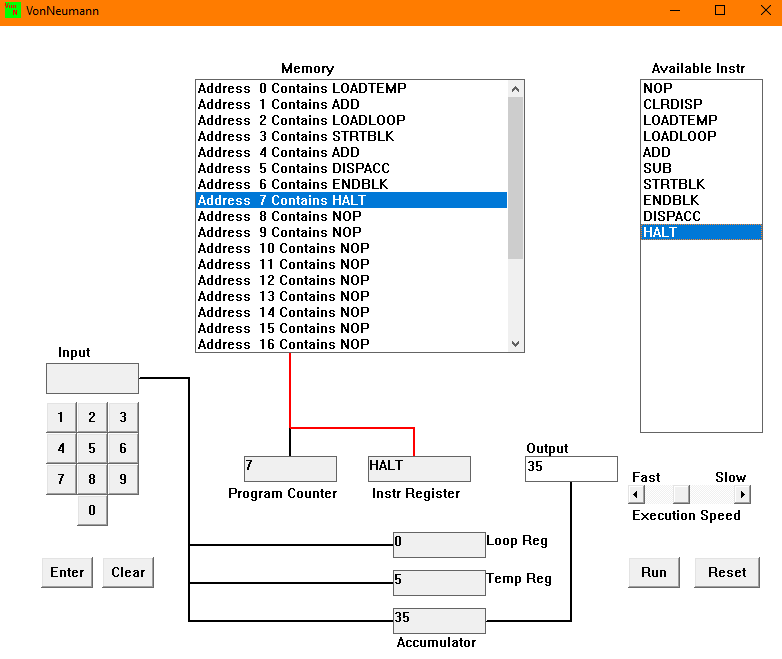 VonNeumann
Memory
Address 0 Contains LOADTEMP
Address 1 Contains ADD
Address 2 Contains LOADLOOP
Address 3 Contains STRTBLK
Address 4 Contains ADD
Address 5 Contains DISPACC
Address 6 Contains ENDBLK
Address 7 Contains HALT
Address 8 Contains NOP
Address 9 Contains NOP
Address 10 Contains NOP
Address 11 Contains NOP
Address 12 Contains NOP
Address 13 Contains NOP
Address 14 Contains NOP
Address 15 Contains NOP
Address 16 Contains NOP
Available Instr
NOP
CLRDISP
LOADTEMP
LOADLOOP
ADD
SUB
STRTBLK
ENDBLK
DISPACC
HALT
Input
1 2 3
4 5 6
7 8 9
0
Enter Clear
7
Program Counter
HALT
Instr Register
Output
35
Fast Slow
Execution Speed
0 Loop Reg
5 Temp Reg
35
Accumulator
Run Reset